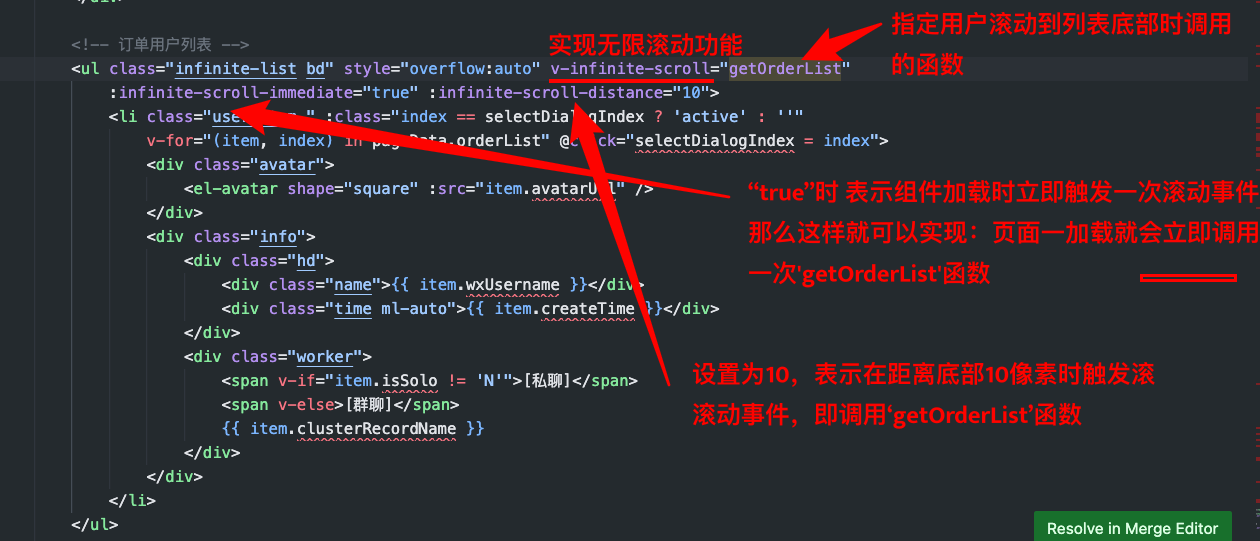 </div>
<!-- 订单用户列表 -->
实现无限滚动功能
指定用户滚动到列表底部时调用
的函数
<ul class="infinite-list bd" style="overflow:auto" v-infinite-scroll="getOrderList"
:infinite-scroll-immediate="true" :infinite-scroll-distance="10">
<li class="use :class="index == selectDialogIndex ? 'active' : ''"
v-for="(item, index) in pageData.orderList" @click="selectDialogIndex = index">
<div class="avatar">
<el-avatar shape="square" :src="item.avatarUrl" />
“true”时 表示组件加载时立即触发一次滚动事件
</div>
<div class="info">
那么这样就可以实现：页面一加载就会立即调用
<div class="hd">
一次'getOrderList'函数
<div class="name">{{ item.wxUsername }}</div>
<div class="time ml-auto">{{ item.createTime }}</div>
</div>
<div class="worker">
<span v-if="item.isSolo != 'N'">[私聊]</span>
设置为10，表示在距离底部10像素时触发滚
<span v-else>[群聊]</span>
滚动事件，即调用‘getOrderList’函数
{{ item.clusterRecordName }}
</div>
</div>
</li>
</ul>
Resolve in Merge Editor